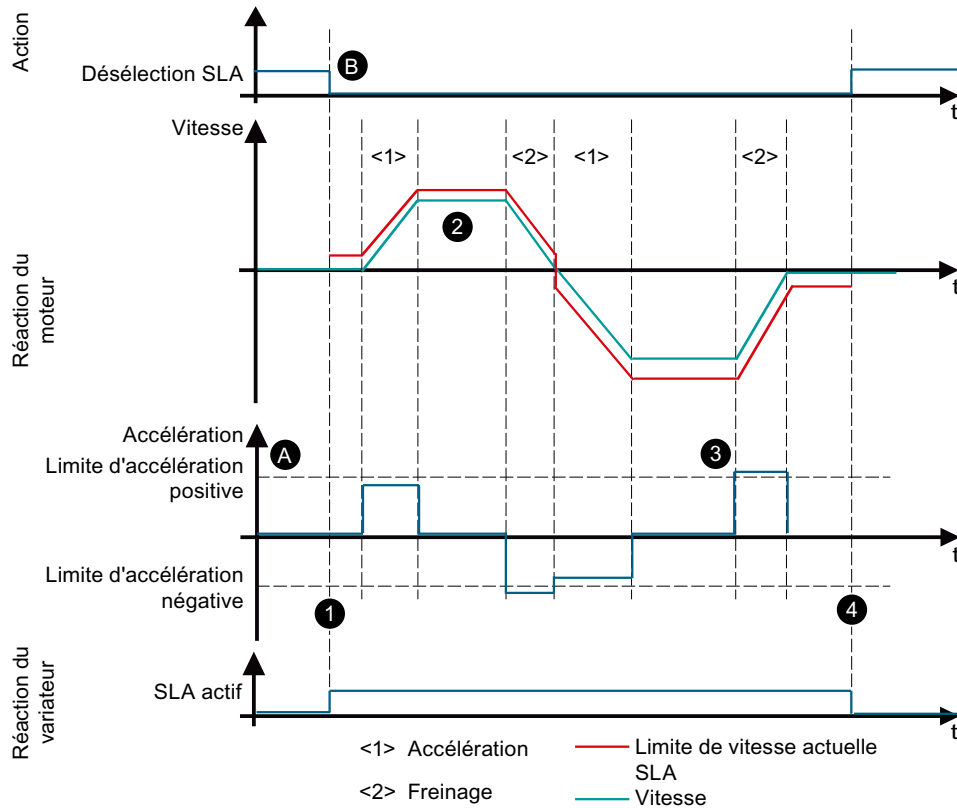 Action
Désélection SLA
B
t
Vitesse
<1>
<2>
<1>
<2>
2
Réaction du
moteur
t
Accélération
A
Limite d'accélération
positive
3
t
Limite d'accélération
négative
1
4
Réaction du
variateur
SLA actif
t
<1> Accélération
Limite de vitesse actuelle
SLA
<2> Freinage
Vitesse